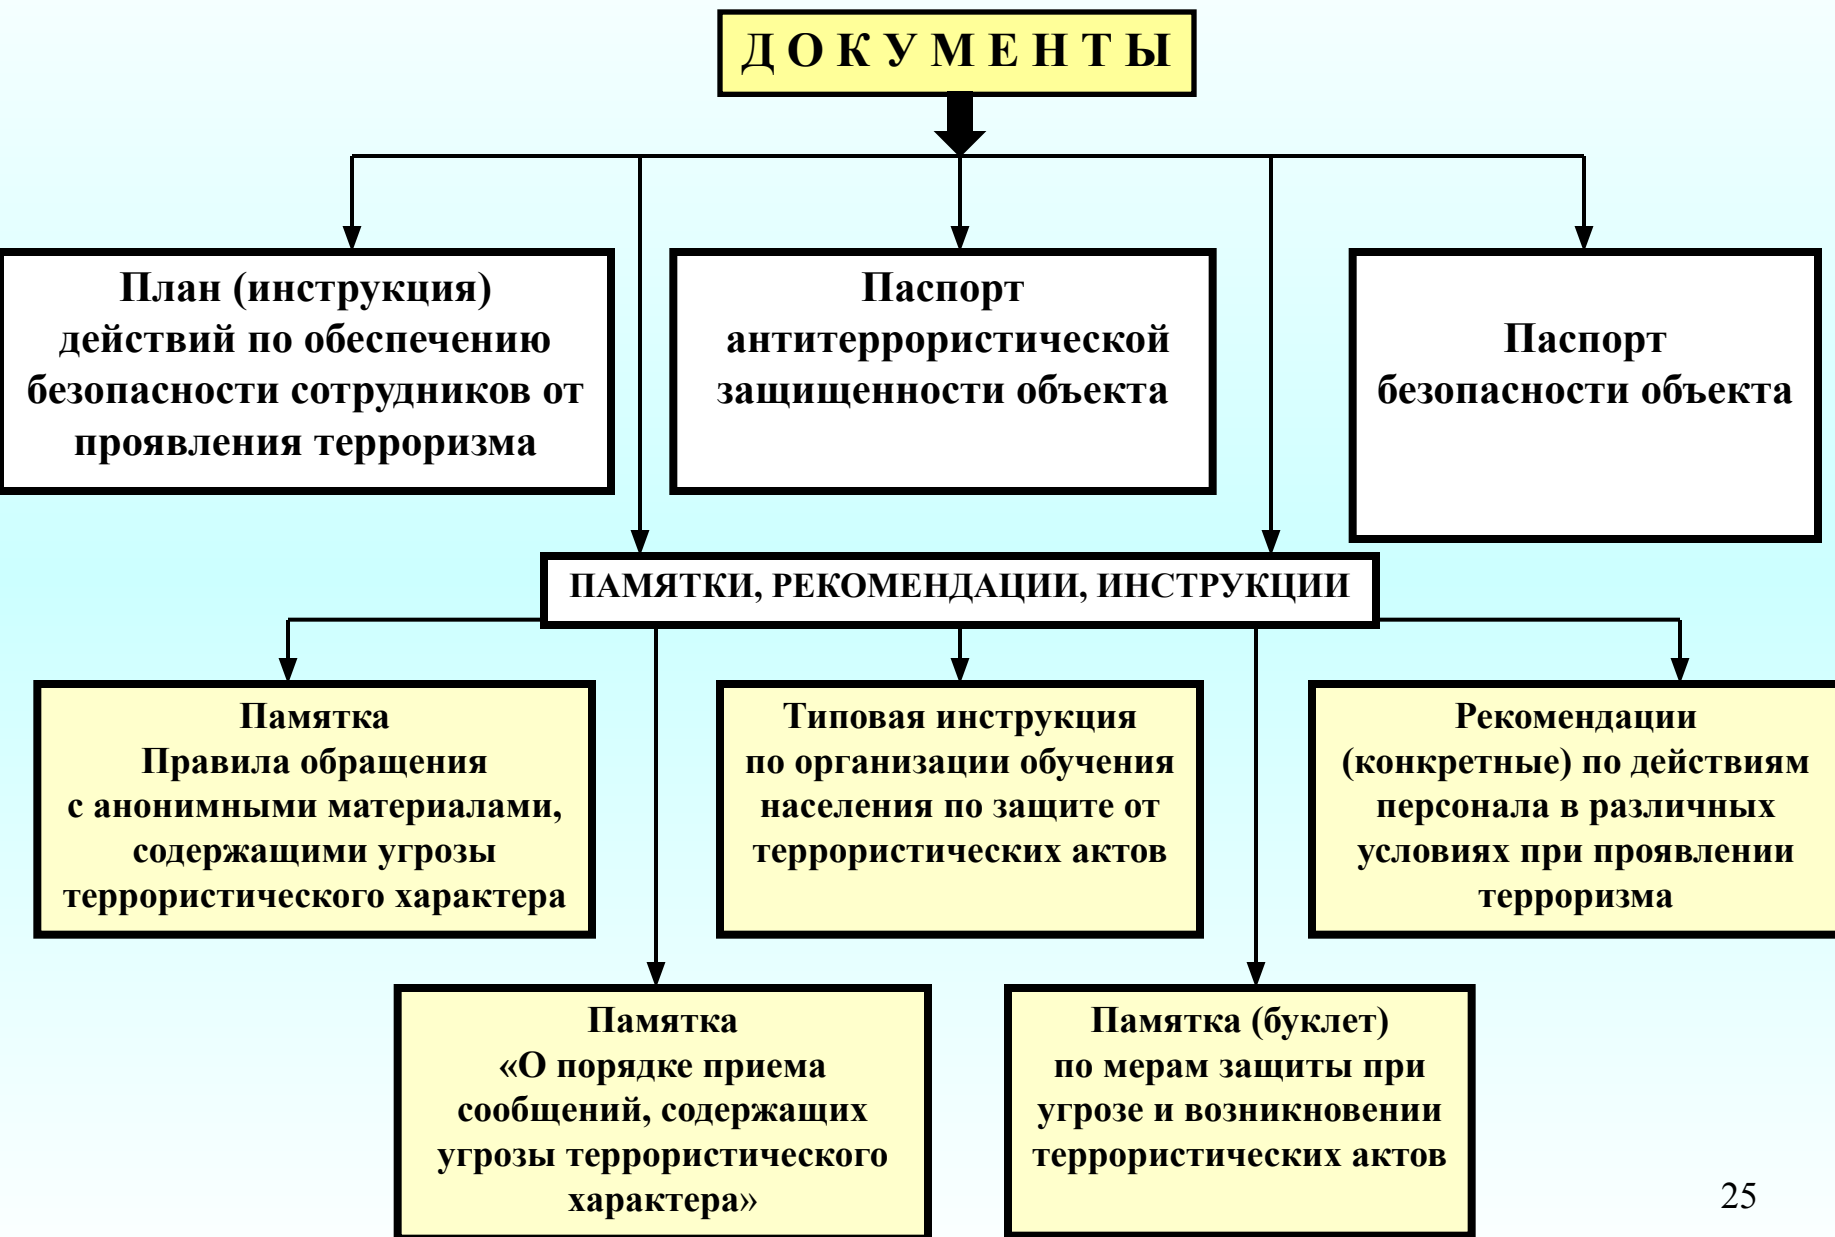 Д О К У М Е Н Т Ы
План (инструкция)
действий по обеспечению
безопасности сотрудников от
проявления терроризма
Паспорт
антитеррористической
защищенности объекта
Паспорт
безопасности объекта
ПАМЯТКИ, РЕКОМЕНДАЦИИ, ИНСТРУКЦИИ
Памятка
Правила обращения
с анонимными материалами,
содержащими угрозы
террористического характера
Типовая инструкция
по организации обучения
населения по защите от
террористических актов
Рекомендации
(конкретные) по действиям
персонала в различных
условиях при проявлении
терроризма
Памятка
«О порядке приема
сообщений, содержащих
угрозы террористического
характера»
Памятка (буклет)
по мерам защиты при
угрозе и возникновении
террористических актов
25